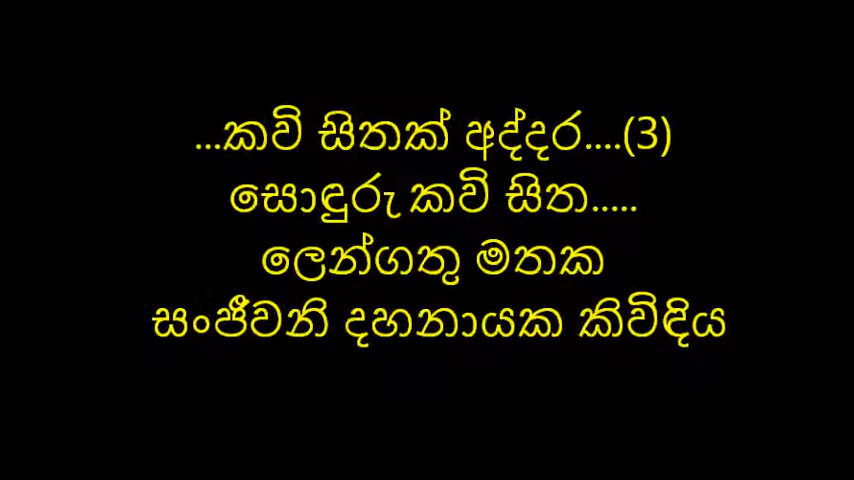 ...කවි සිතක් අද්දර....(3)
සොඳුරු කවි සිත.....
ලෙන්ගතු මතක
සංජීවනි දහනායක කිවිඳිය